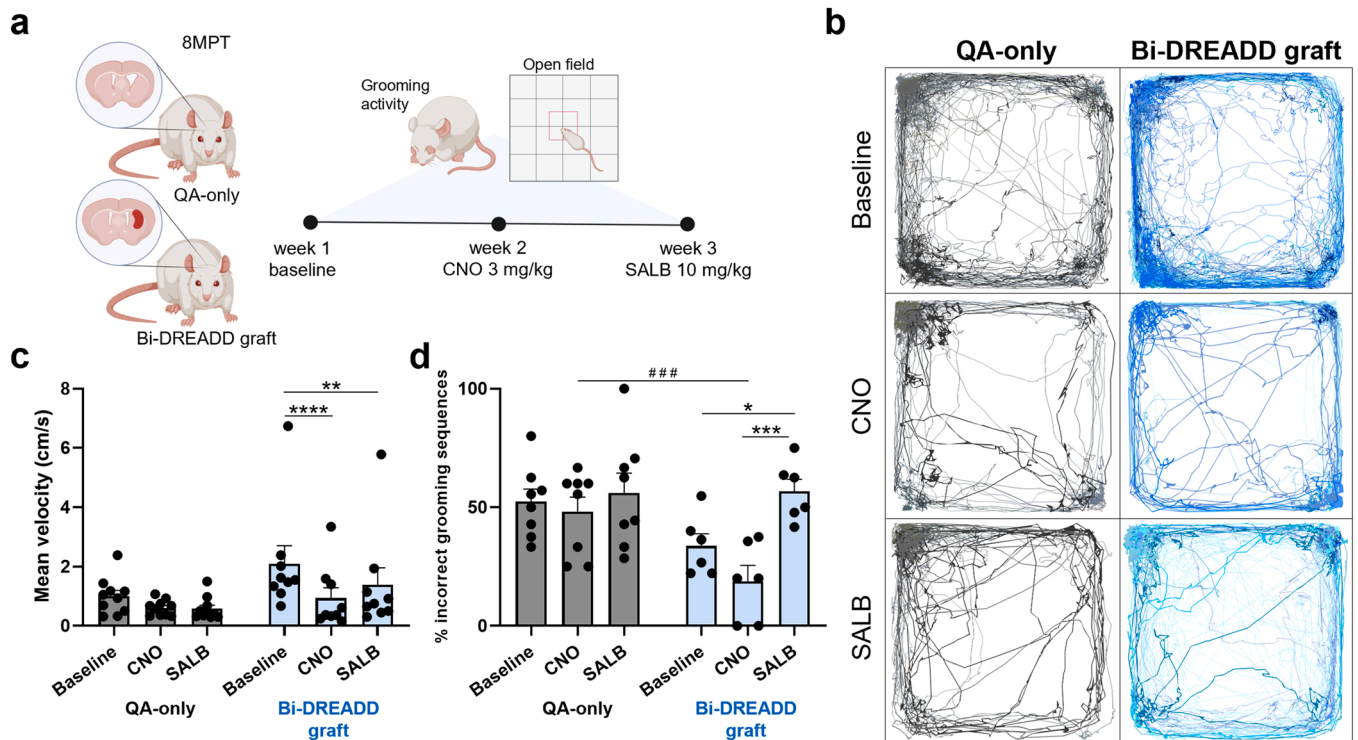 a
8MPT
QA-only
Bi-DREADD graft
Grooming
activity
Open field
week 1
baseline
week 2
CNO 3 mg/kg
week 3
SALB 10 mg/kg
b
QA-only
Bi-DREADD graft
Baseline
CNO
SALB
c
Mean velocity (cm/s)
8
6
4
2
0
**
****
Baseline
CNO
SALB
Baseline
CNO
SALB
QA-only
Bi-DREADD
graft
d
% incorrect grooming sequences
100
50
0
###
*
***
Baseline
CNO
SALB
Baseline
CNO
SALB
QA-only
Bi-DREADD
graft